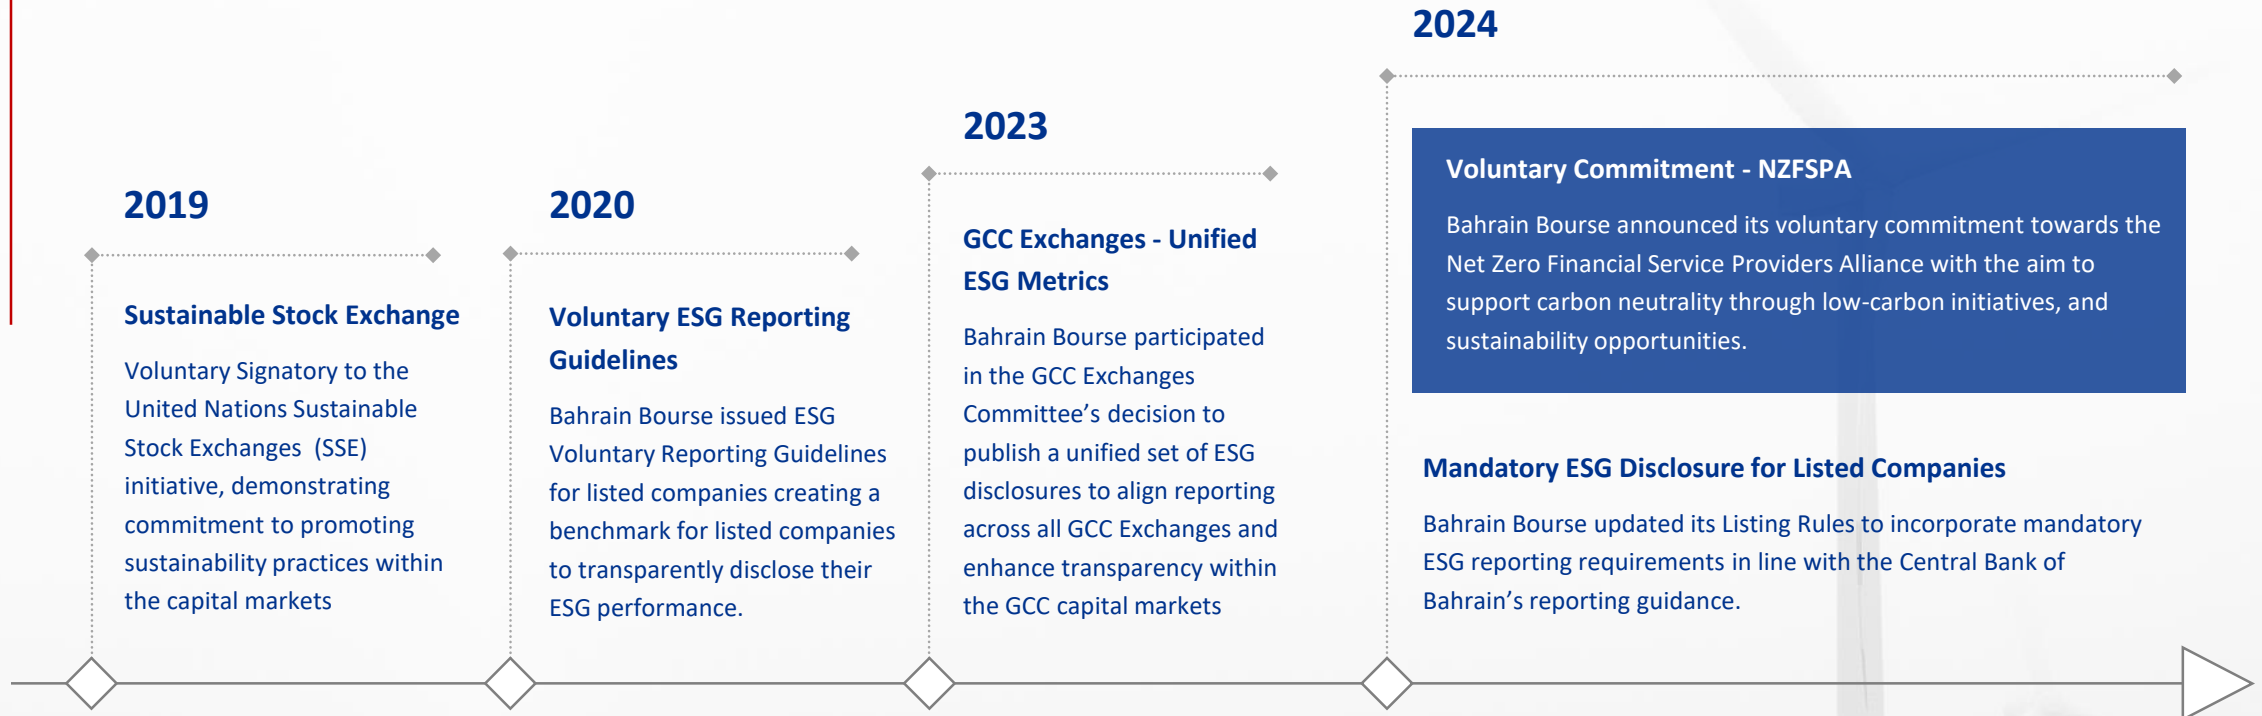 2019
Sustainable Stock Exchange
Voluntary Signatory to the
United Nations Sustainable
Stock Exchanges (SSE)
initiative, demonstrating
commitment to promoting
sustainability practices within
the capital markets
2020
Voluntary ESG Reporting
Guidelines
Bahrain Bourse issued ESG
Voluntary Reporting Guidelines
for listed companies creating a
benchmark for listed companies
to transparently disclose their
ESG performance.
2023
GCC Exchanges - Unified
ESG Metrics
Bahrain Bourse participated
in the GCC Exchanges
Committee’s decision to
publish a unified set of ESG
disclosures to align reporting
across all GCC Exchanges and
enhance transparency within
the GCC capital markets
2024
Voluntary Commitment - NZFSPA
Bahrain Bourse announced its voluntary commitment towards the
Net Zero Financial Service Providers Alliance with the aim to
support carbon neutrality through low-carbon initiatives, and
sustainability opportunities.
Mandatory ESG Disclosure for Listed Companies
Bahrain Bourse updated its Listing Rules to incorporate mandatory
ESG reporting requirements in line with the Central Bank of
Bahrain’s reporting guidance.